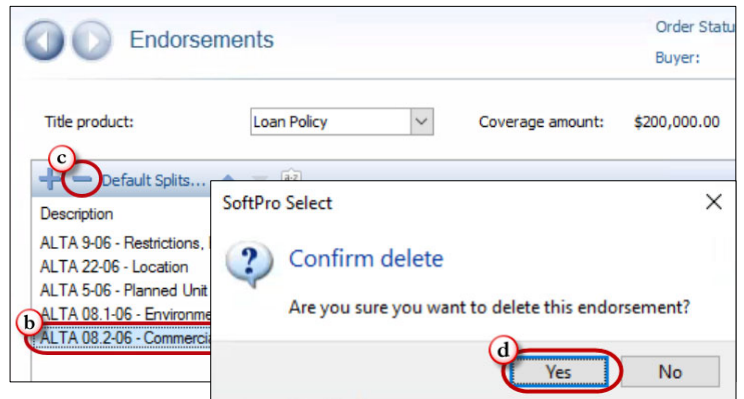 Endorsements
Order Statu
Buyer:
Title product: Loan Policy Coverage amount: $200,000.00
c
Default Splits...
a-z
Description
ALTA 9-06 - Restrictions,
ALTA 22-06 - Location
ALTA 5-06 - Planned Unit
ALTA 08.1-06 - Environme
b
ALTA 08.2-06 - Commercia
SoftPro Select
Confirm delete
Are you sure you want to delete this endorsement?
d
Yes No